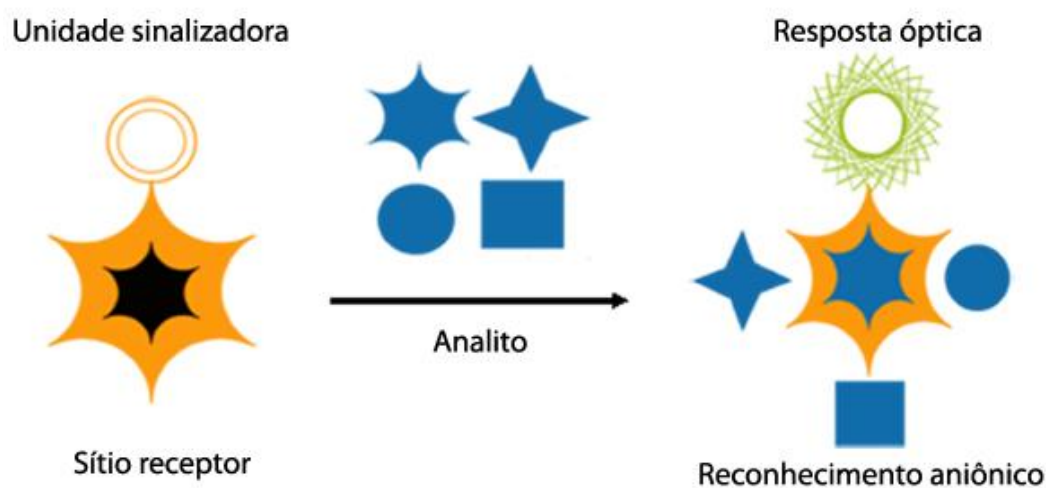 Unidade sinalizadora
Resposta óptica
Analito
Sítio receptor
Reconhecimento aniônico